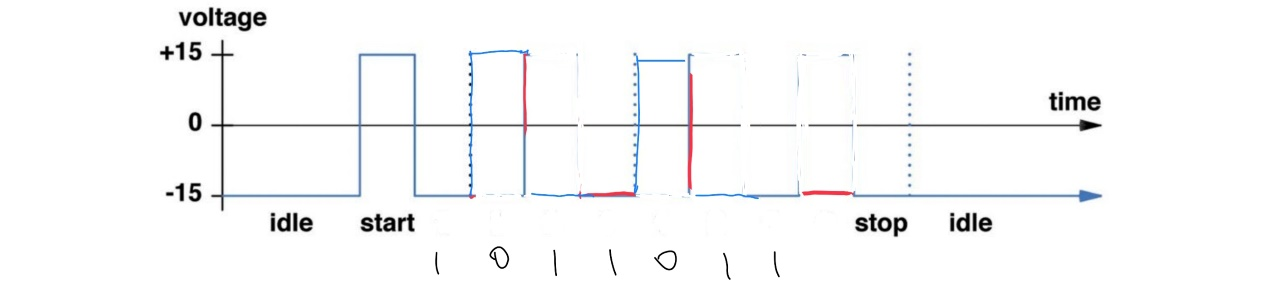 voltage
+15
time
0
-15
idle start stop idle
1 0 1 1 0 1 1